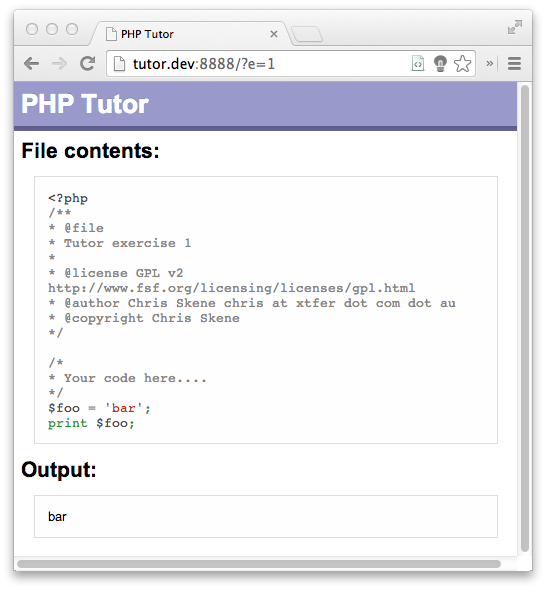 PHP Tutor
tutor.dev:8888/?e=1
PHP Tutor
File contents:
<?php
/**
* @file
* Tutor exercise 1
*
* @license GPL v2
http://www.fsf.org/licensing/licenses/gpl.html
* @author Chris Skene chris at xtfer dot com dot au
* @copyright Chris Skene
*/
/*
* Your code here....
*/
$foo = 'bar';
print $foo;
Output:
bar